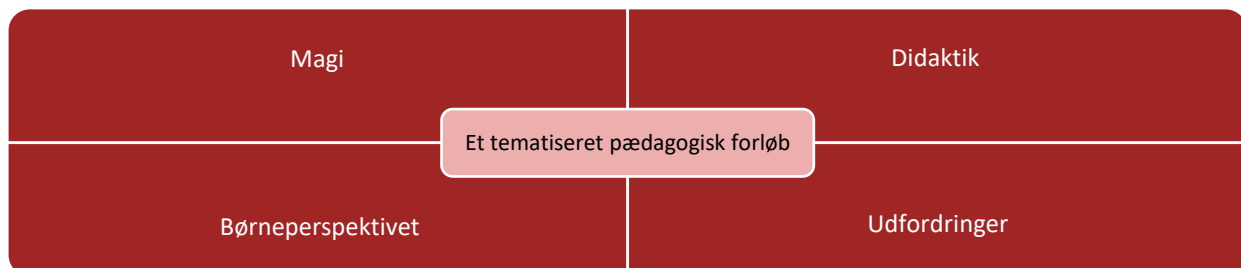 Magi
Didaktik
Et tematiseret pædagogisk forløb
Børneperspektivet
Udfordringer